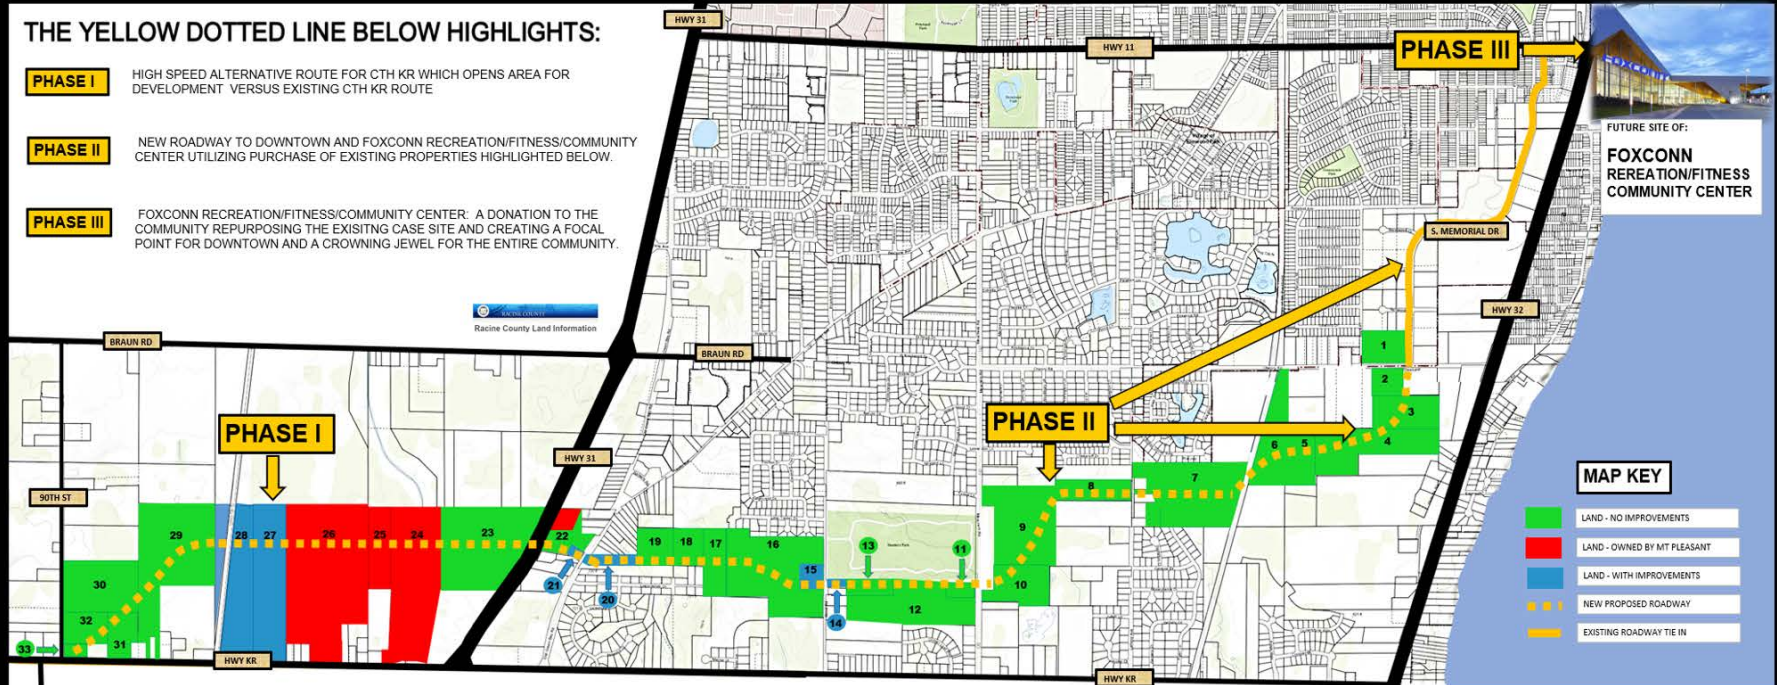 THE YELLOW DOTTED LINE BELOW HIGHLIGHTS:
PHASE I
HIGH SPEED ALTERNATIVE ROUTE FOR CTH KR WHICH OPENS AREA FOR
DEVELOPMENT VERSUS EXISTING CTH KR ROUTE
PHASE II
NEW ROADWAY TO DOWNTOWN AND FOXCONN RECREATION/FITNESS/COMMUNITY
CENTER UTILIZING PURCHASE OF EXISTING PROPERTIES HIGHLIGHTED BELOW.
PHASE III
FOXCONN RECREATION/FITNESS/COMMUNITY CENTER: A DONATION TO THE
COMMUNITY REPURPOSING THE EXISITNG CASE SITE AND CREATING A FOCAL
POINT FOR DOWNTOWN AND A CROWNING JEWEL FOR THE ENTIRE COMMUNITY.
RACINE COUNTY
Racine County Land Information
HWY 31
HWY 11
PHASE III
FOXCONN
FUTURE SITE OF:
FOXCONN
REREATION/FITNESS
COMMUNITY CENTER
S. MEMORIAL DR
HWY 32
BRAUN RD
BRAUN RD
PHASE I
PHASE II
HWY 31
90TH ST
1
2
3
4
5
6
7
8
9
10
11
12
13
14
15
16
17
18
19
20
21
22
23
24
25
26
27
28
29
30
31
32
33
HWY KR
HWY KR
MAP KEY
LAND - NO IMPROVEMENTS
LAND - OWNED BY MT PLEASANT
LAND - WITH IMPROVEMENTS
NEW PROPOSED ROADWAY
EXISTING ROADWAY TIE IN